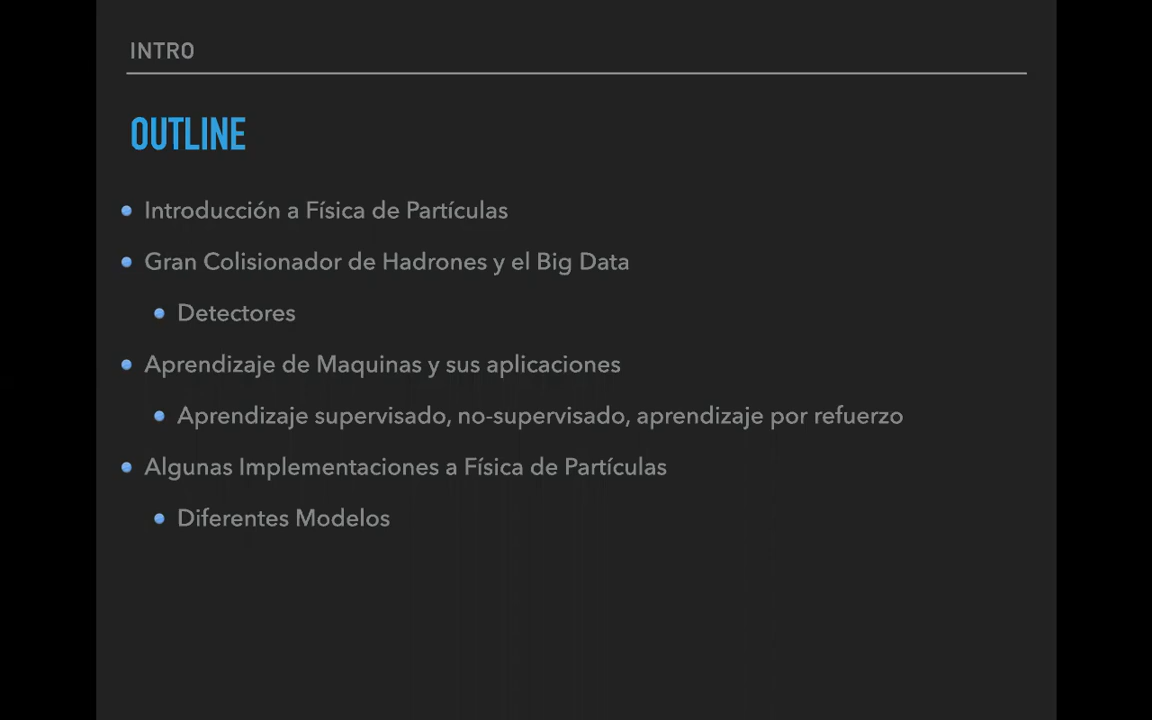 INTRO
OUTLINE
Introducción a Física de Partículas
Gran Colisionador de Hadrones y el Big Data
Detectores
Aprendizaje de Maquinas y sus aplicaciones
Aprendizaje supervisado, no-supervisado, aprendizaje por refuerzo
Algunas Implementaciones a Física de Partículas
Diferentes Modelos